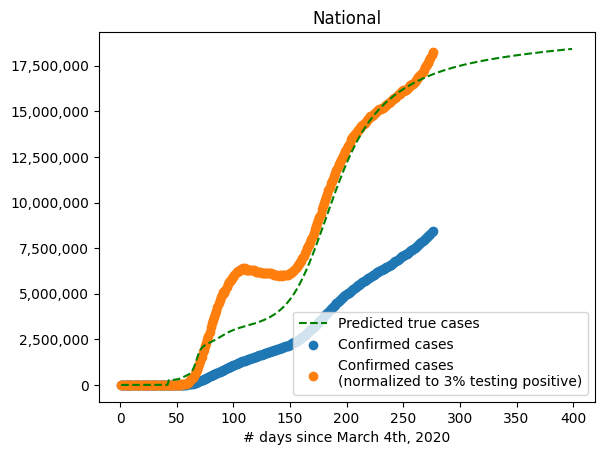 National
17,500,000
15,000,000
12,500,000
10,000,000
7,500,000
5,000,000
2,500,000
0
Predicted true cases
Confirmed cases
Confirmed cases
(normalized to 3% testing positive)
0 50 100 150 200 250 300 350 400
# days since March 4th, 2020